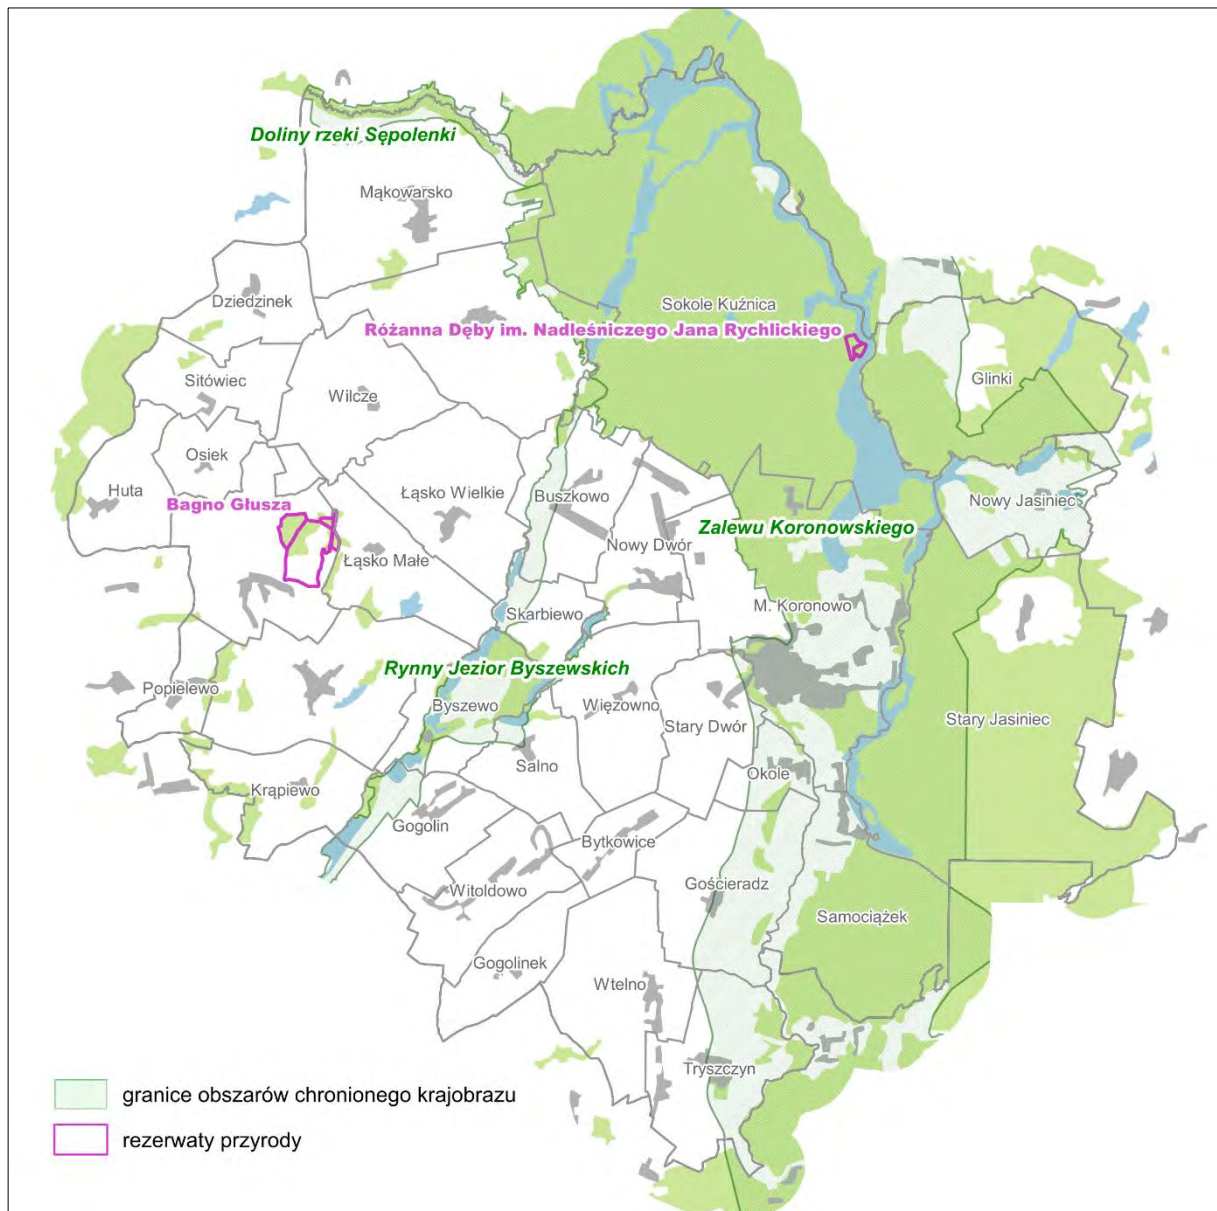 Doliny rzeki Sępolenki
Mąkowarsko
Dziedzinek
Sokole Kuźnica
Różanna Dęby im. Nadleśniczego Jana Rychlickiego
Sitówiec
Glinki
Wilcze
Osiek
Huta
Łąsko Wielkie
Buszkowo
Nowy Jasiniec
Bagno Głusza
Zalewu Koronowskiego
Nowy Dwór
Łąsko Małe
M. Koronowo
Skarbiewo
Rynny Jezior Byszewskich
Popielewo
Byszewo
Więzowno
Stary Jasiniec
Stary Dwór
Salno
Okole
Krąpiewo
Gogolin
Bytkowice
Gościeradz
Witoldowo
Samociążek
Gogolinek
Wtelno
Tryszczyn
granice obszarów chronionego krajobrazu
rezerwaty przyrody